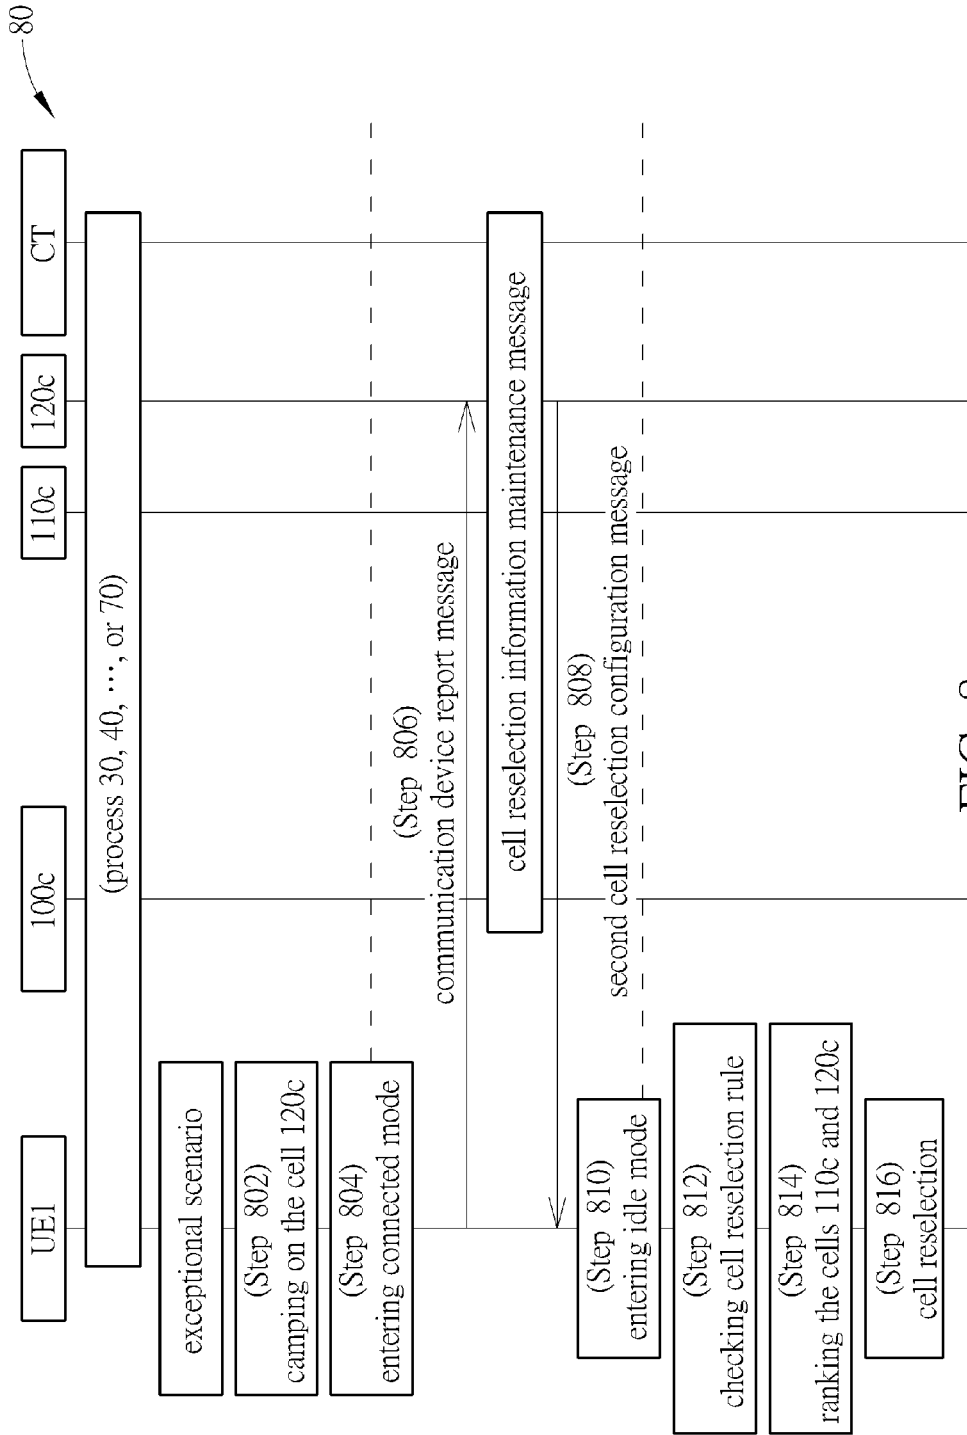 80
UE1
100c
110c
120c
CT
(process 30, 40, ···, or 70)
exceptional scenario
(Step 802)
camping on the cell 120c
(Step 804)
entering connected mode
(Step 806)
communication device report message
cell reselection information maintenance message
(Step 808)
second cell reselection configuration message
(Step 810)
entering idle mode
(Step 812)
checking cell reselection rule
(Step 814)
ranking the cells 110c and 120c
(Step 816)
cell reselection
FIG.